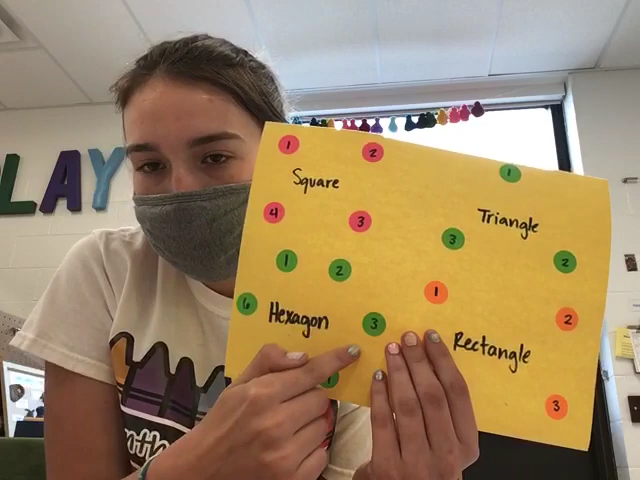 LAY
1 2
Square
4 3
1
Triangle
3 2
1 2
6 3
Hexagon
1
2
Rectangle
3